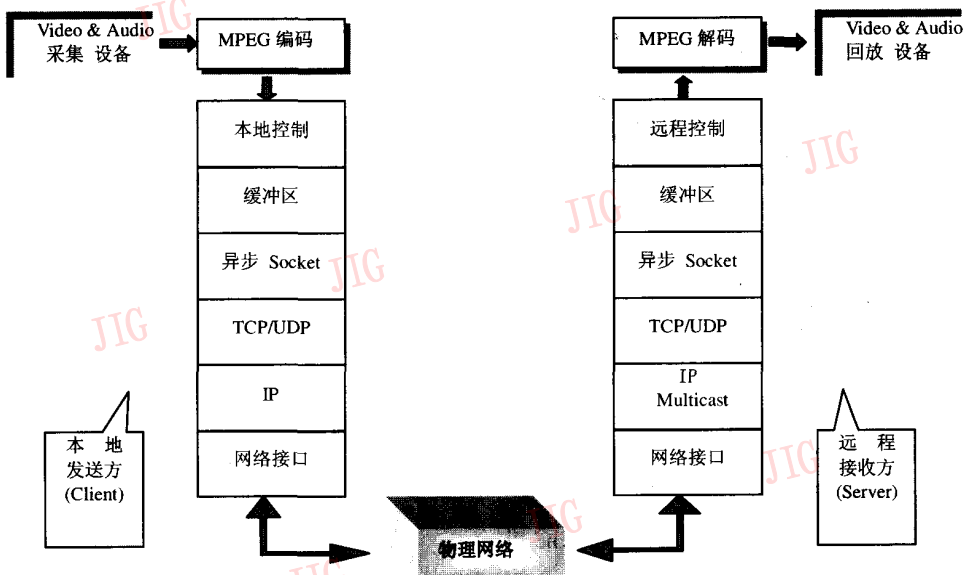 Video & Audio
采集 设备
MPEG 编码
本地控制
缓冲区
异步 Socket
TCP/UDP
IP
网络接口
本 地
发送方
(Client)
MPEG 解码
Video & Audio
回放 设备
远程控制
缓冲区
异步 Socket
TCP/UDP
IP
Multicast
网络接口
远 程
接收方
(Server)
物理网络
JIG
JIG
JIG
JIG
JIG
JIG
JIG
JIG